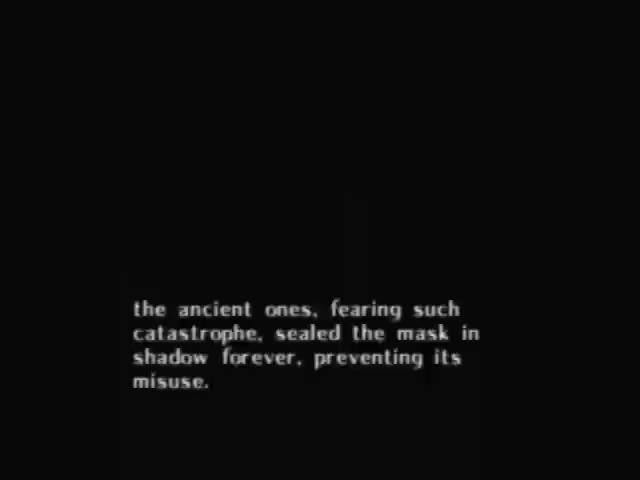 the ancient ones, fearing such
catastrophe, sealed the mask in
shadow forever, preventing its
misuse.